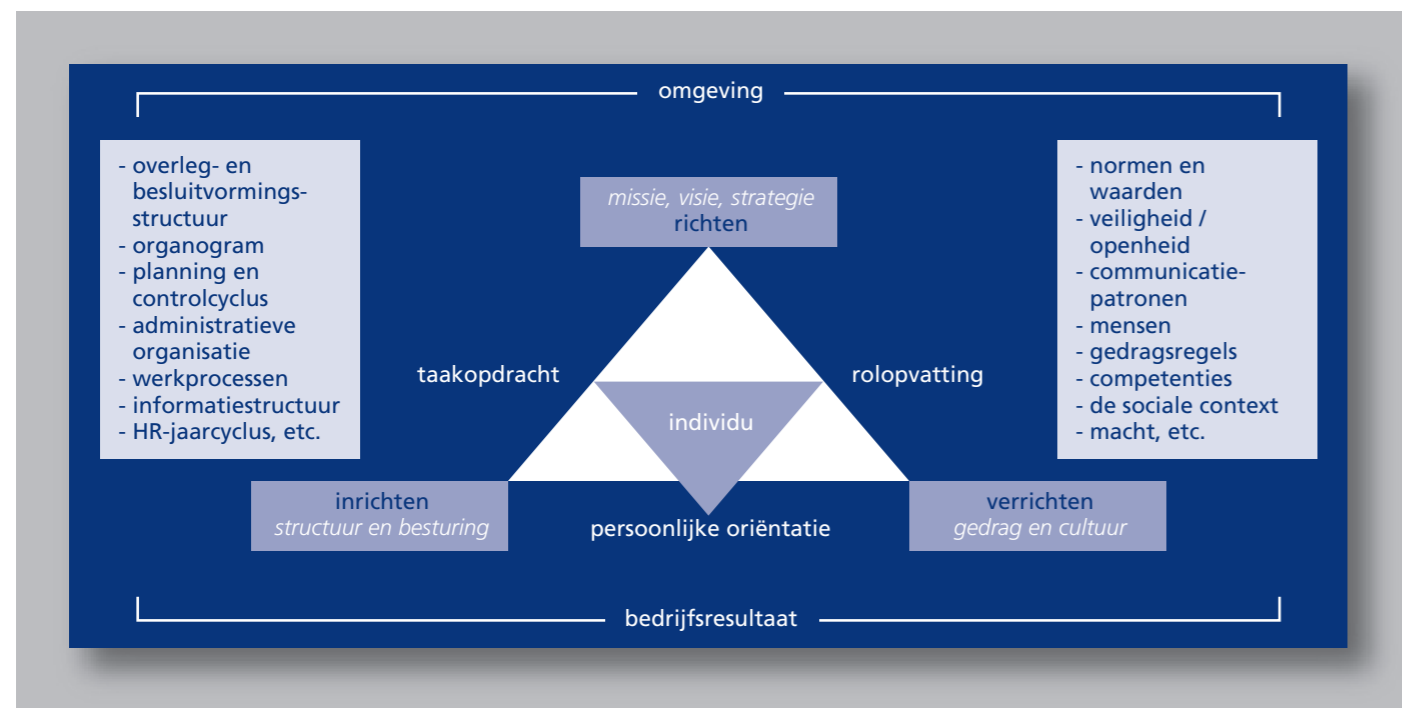 omgeving
- overleg- en
besluitvormings-
structuur
- organogram
- planning en
controlcyclus
- administratieve
organisatie
- werkprocessen
- informatiestructuur
- HR-jaarcyclus, etc.
missie, visie, strategie
richten
- normen en
waarden
- veiligheid /
openheid
- communicatie-
patronen
- mensen
- gedragsregels
- competenties
- de sociale context
- macht, etc.
taakopdracht
rolopvatting
individu
inrichten
structuur en besturing
persoonlijke oriëntatie
verrichten
gedrag en cultuur
bedrijfsresultaat